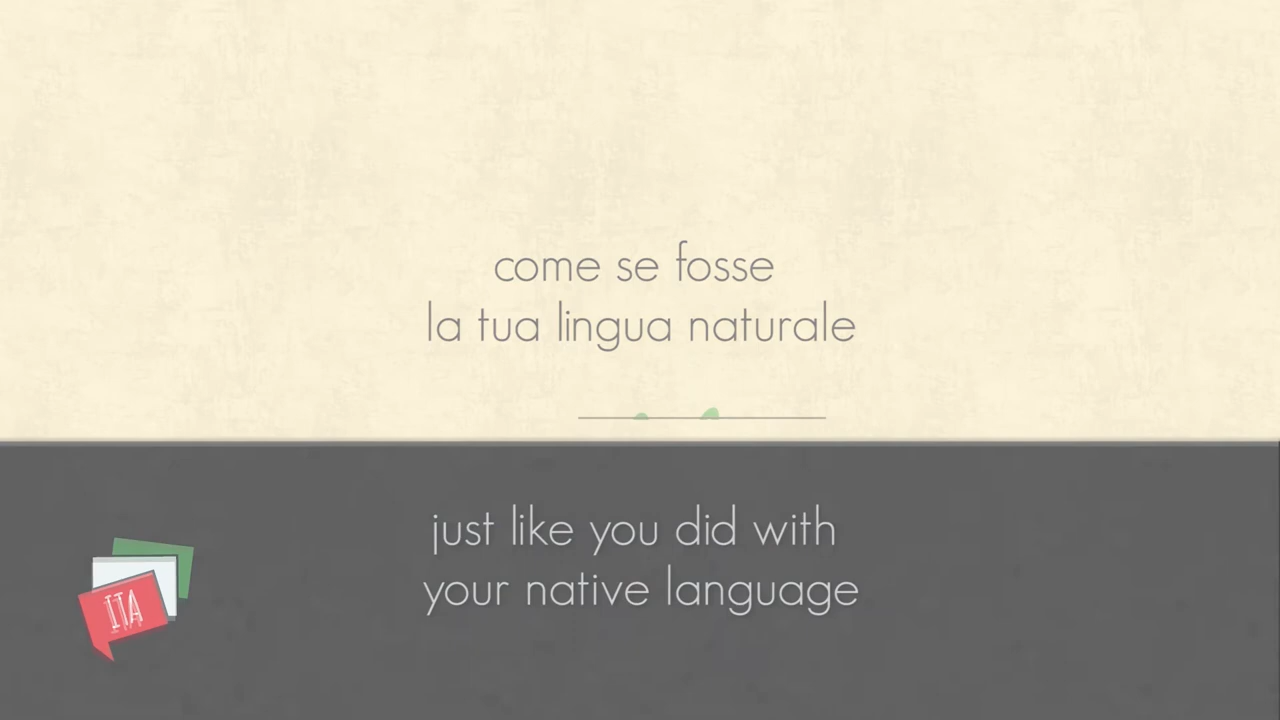 come se fosse
la tua lingua naturale
just like you did with
your native language
ITA